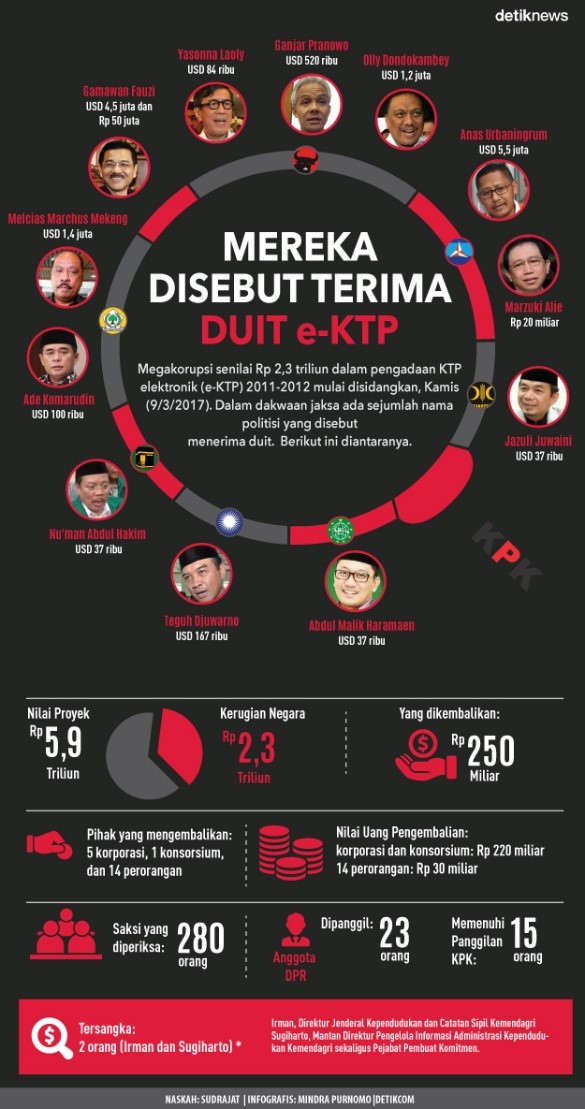 detiknews
Ganjar Pranowo
USD 520 ribu
Yasonna Laoly
USD 84 ribu
Olly Dondokambey
USD 1,2 juta
Gamawan Fauzi
USD 4,5 juta dan
Rp 50 juta
Anas Urbaningrum
USD 5,5 juta
Melcias Marchus Mekeng
USD 1,4 juta
Marzuki Alie
Rp 20 miliar
MEREKA
DISEBUT TERIMA
DUIT e-KTP
Megakorupsi senilai Rp 2,3 triliun dalam pengadaan KTP
elektronik (e-KTP) 2011-2012 mulai disidangkan, Kamis
(9/3/2017). Dalam dakwaan jaksa ada sejumlah nama
politisi yang disebut
menerima duit. Berikut ini diantaranya.
Ade Komarudin
USD 100 ribu
Jazuli Juwaini
USD 37 ribu
Nu'man Abdul Hakim
USD 37 ribu
KPK
Teguh Djuwarno
USD 167 ribu
Abdul Malik Haramaen
USD 37 ribu
Nilai Proyek
Rp 5,9
Triliun
Kerugian Negara
Rp 2,3
Triliun
Yang dikembalikan:
Rp 250
Miliar
Pihak yang mengembalikan:
5 korporasi, 1 konsorsium,
dan 14 perorangan
Nilai Uang Pengembalian:
korporasi dan konsorsium: Rp 220 miliar
14 perorangan: Rp 30 miliar
Saksi yang
diperiksa: 280
orang
Anggota
DPR
Dipanggil: 23
orang
Memenuhi
Panggilan
KPK: 15
orang
Tersangka:
2 orang (Irman dan Sugiharto) *
Irman, Direktur Jenderal Kependudukan dan Catatan Sipil Kemendagri
Sugiharto, Mantan Direktur Pengelola Informasi Administrasi Kependudu-
kan Kemendagri sekaligus Pejabat Pembuat Komitmen.
NASKAH: SUDRAJAT | INFOGRAFIS: MINDRA PURNOMO |DETIKCOM